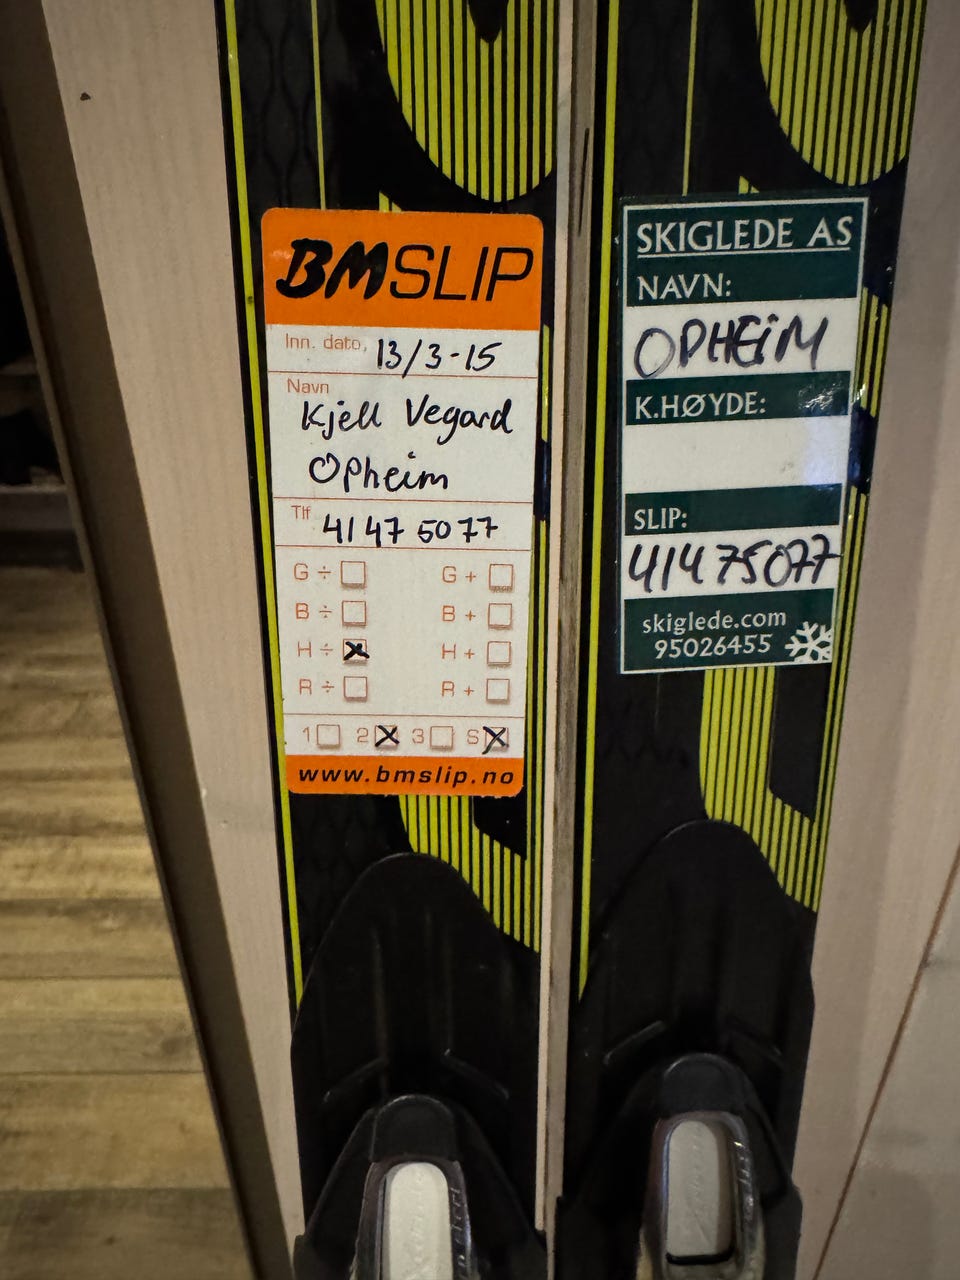 BMSLIP
Inn. dato, 13/3-15
Navn
Kjell Vegard
Opheim
Tlf 41 47 50 77
G ÷ G +
B ÷ B +
H ÷ H +
R ÷ R +
1 2 3 S
www.bmslip.no
SKIGLEDE AS
NAVN:
OPHEiM
K.HØYDE:
SLIP:
41475077
skiglede.com
95026455